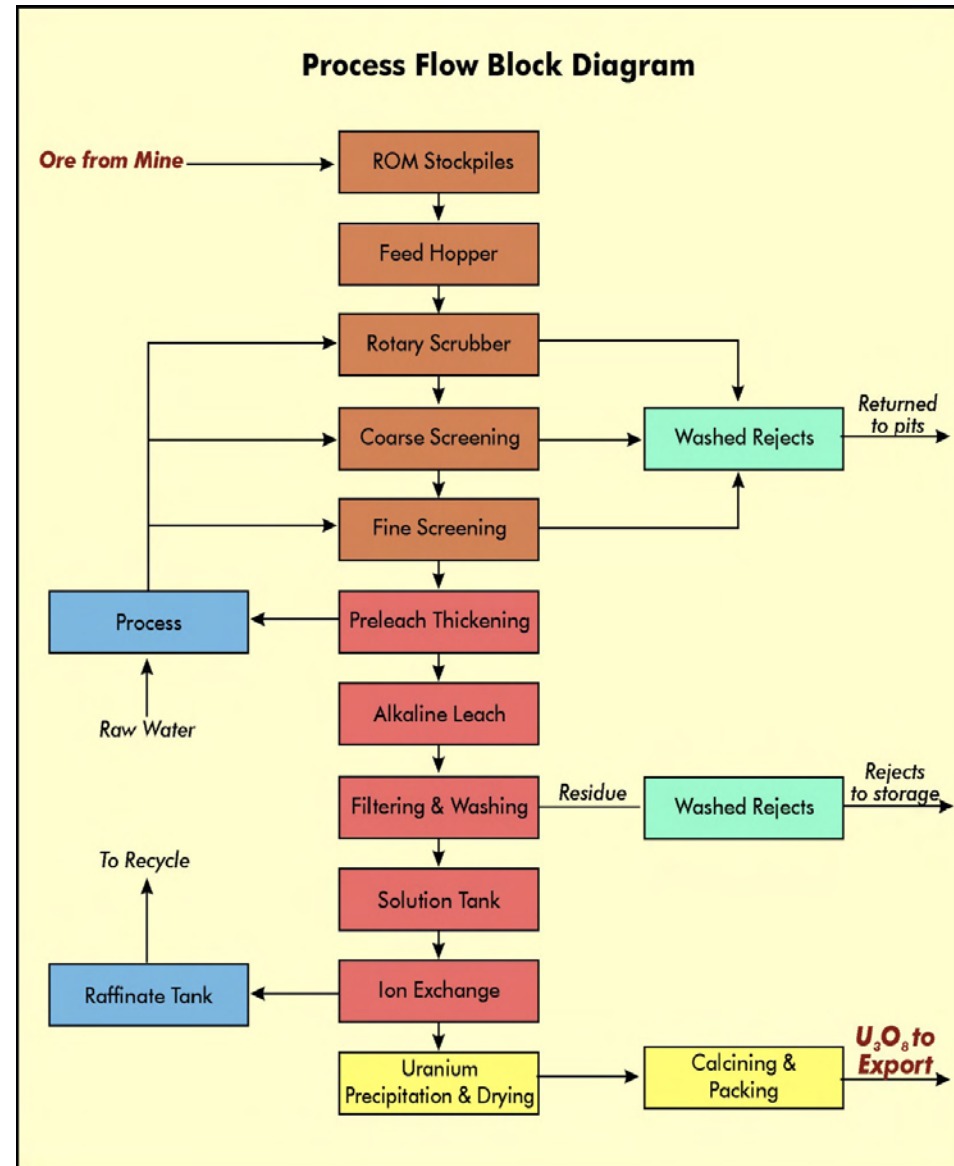 Process Flow Block Diagram
Ore from Mine
ROM Stockpiles
Feed Hopper
Rotary Scrubber
Coarse Screening
Washed Rejects
Returned
to pits
Fine Screening
Process
Preleach Thickening
Raw Water
Alkaline Leach
Filtering & Washing
Residue
Washed Rejects
Rejects
to storage
To Recycle
Solution Tank
Raffinate Tank
Ion Exchange
Uranium
Precipitation & Drying
Calcining &
Packing
U₃O₈ to
Export